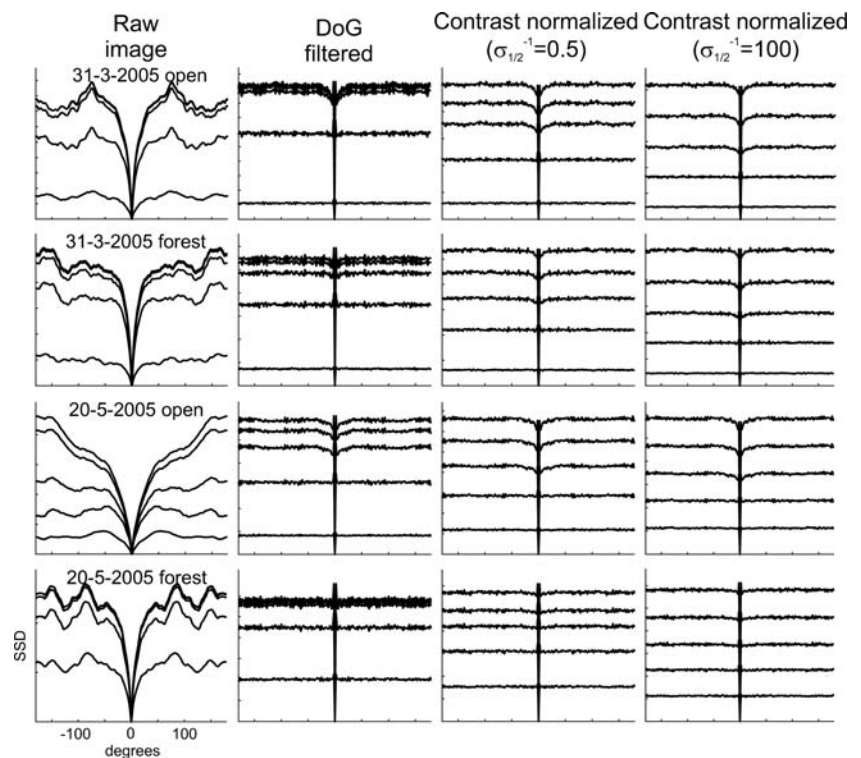 Raw
image
DoG
filtered
Contrast normalized
(σ1/2⁻¹=0.5)
Contrast normalized
(σ1/2⁻¹=100)
31-3-2005 open
31-3-2005 forest
20-5-2005 open
20-5-2005 forest
SSD
-100 0 100
degrees